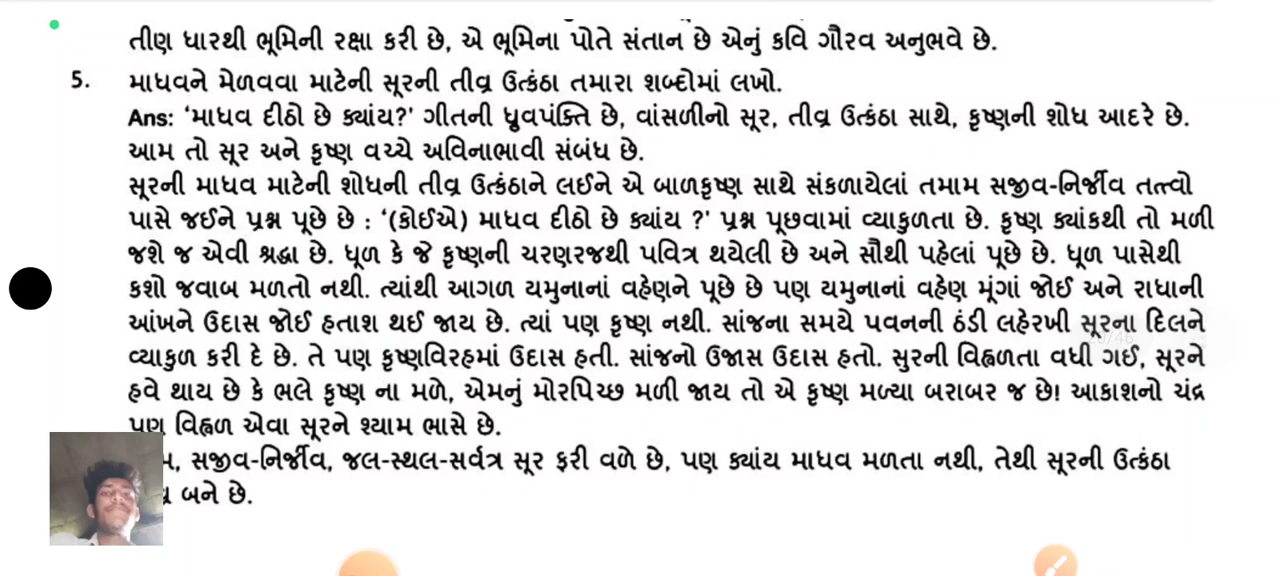 તીણ ધારથી ભૂમિની રક્ષા કરી છે, એ ભૂમિના પોતે સંતાન છે એનું કવિ ગૌરવ અનુભવે છે.
5. માધવને મેળવવા માટેની સૂરની તીવ્ર ઉત્કંઠા તમારા શબ્દોમાં લખો.
Ans: ‘માધવ દીઠો છે ક્યાંય?' ગીતની ધ્રુવપંક્તિ છે, વાંસળીનો સૂર, તીવ્ર ઉત્કંઠા સાથે, કૃષ્ણની શોધ આદરે છે.
આમ તો સૂર અને કૃષ્ણ વચ્ચે અવિનાભાવી સંબંધ છે.
સૂરની માધવ માટેની શોધની તીવ્ર ઉત્કંઠાને લઈને એ બાળકૃષ્ણ સાથે સંકળાયેલાં તમામ સજીવ-નિર્જીવ તત્ત્વો
પાસે જઈને પ્રશ્ન પૂછે છે : ‘(કોઈએ) માધવ દીઠો છે ક્યાંય ?' પ્રશ્ન પૂછવામાં વ્યાકુળતા છે. કૃષ્ણ ક્યાંકથી તો મળી
જશે જ એવી શ્રદ્ધા છે. ધૂળ કે જે કૃષ્ણની ચરણરજથી પવિત્ર થયેલી છે અને સૌથી પહેલાં પૂછે છે. ધૂળ પાસેથી
કશો જવાબ મળતો નથી. ત્યાંથી આગળ યમુનાનાં વહેણને પૂછે છે પણ યમુનાનાં વહેણ મૂંગાં જોઈ અને રાધાની
આંખને ઉદાસ જોઈ હતાશ થઈ જાય છે. ત્યાં પણ કૃષ્ણ નથી. સાંજના સમયે પવનની ઠંડી લહેરખી સૂરના દિલને
વ્યાકુળ કરી દે છે. તે પણ કૃષ્ણવિરહમાં ઉદાસ હતી. સાંજનો ઉજાસ ઉદાસ હતો. સુરની વિહ્વળતા વધી ગઈ, સૂરને
હવે થાય છે કે ભલે કૃષ્ણ ના મળે, એમનું મોરપિચ્છ મળી જાય તો એ કૃષ્ણ મળ્યા બરાબર જ છે! આકાશનો ચંદ્ર
પણ વિહ્વળ એવા સૂરને શ્યામ ભાસે છે.
સજીવ-નિર્જીવ, જલ-સ્થલ-સર્વત્ર સૂર ફરી વળે છે, પણ ક્યાંય માધવ મળતા નથી, તેથી સૂરની ઉત્કંઠા
બને છે.